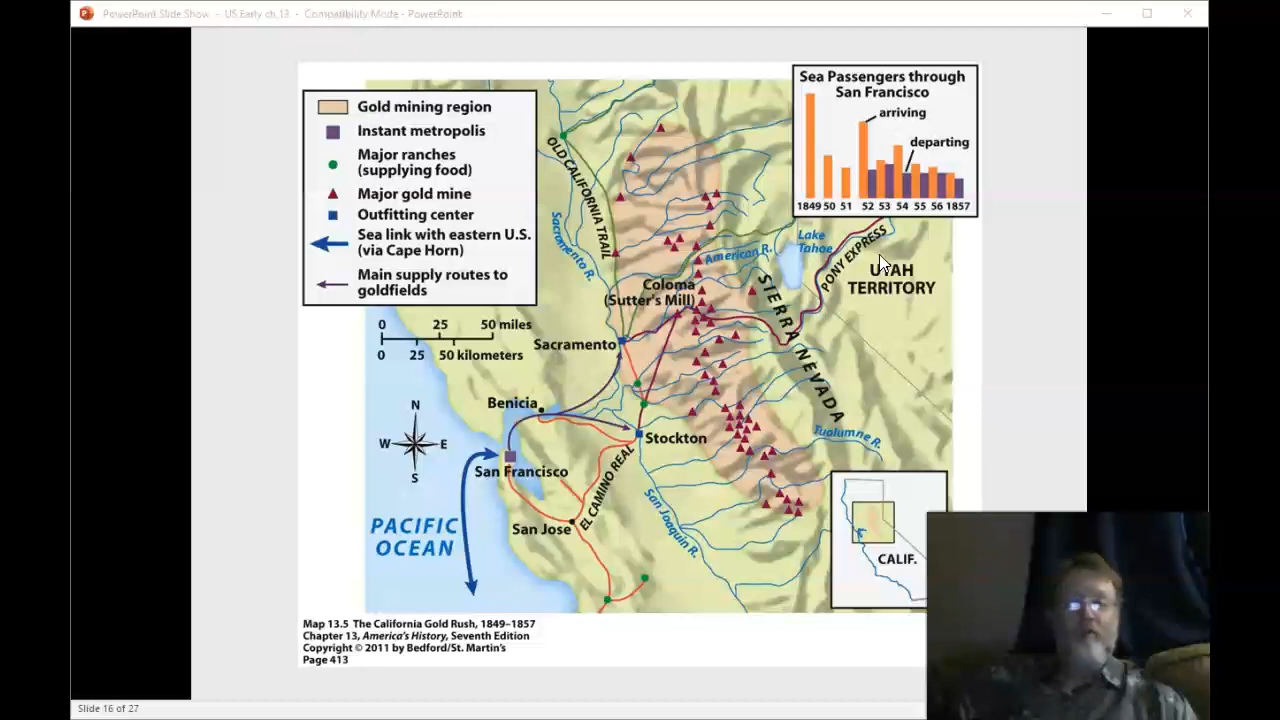 PowerPoint Slide Show - US Early ch 13 - Compatibility Mode - PowerPoint
Gold mining region
Instant metropolis
Major ranches
(supplying food)
Major gold mine
Outfitting center
Sea link with eastern U.S.
(via Cape Horn)
Main supply routes to
goldfields
Sea Passengers through
San Francisco
arriving
departing
1849 50 51 52 53 54 55 56 1857
OLD CALIFORNIA TRAIL
Sacramento R.
American R.
Lake
Tahoe
PONY EXPRESS
UTAH
TERRITORY
Coloma
(Sutter's Mill)
SIERRA NEVADA
0 25 50 miles
0 25 50 kilometers
Sacramento
Benicia
N
W E
S
Stockton
Tuolumne R.
San Francisco
EL CAMINO REAL
San Joaquin R.
San Jose
PACIFIC
OCEAN
CALIF.
Map 13.5 The California Gold Rush, 1849–1857
Chapter 13, America's History, Seventh Edition
Copyright © 2011 by Bedford/St. Martin's
Page 413
Slide 16 of 27